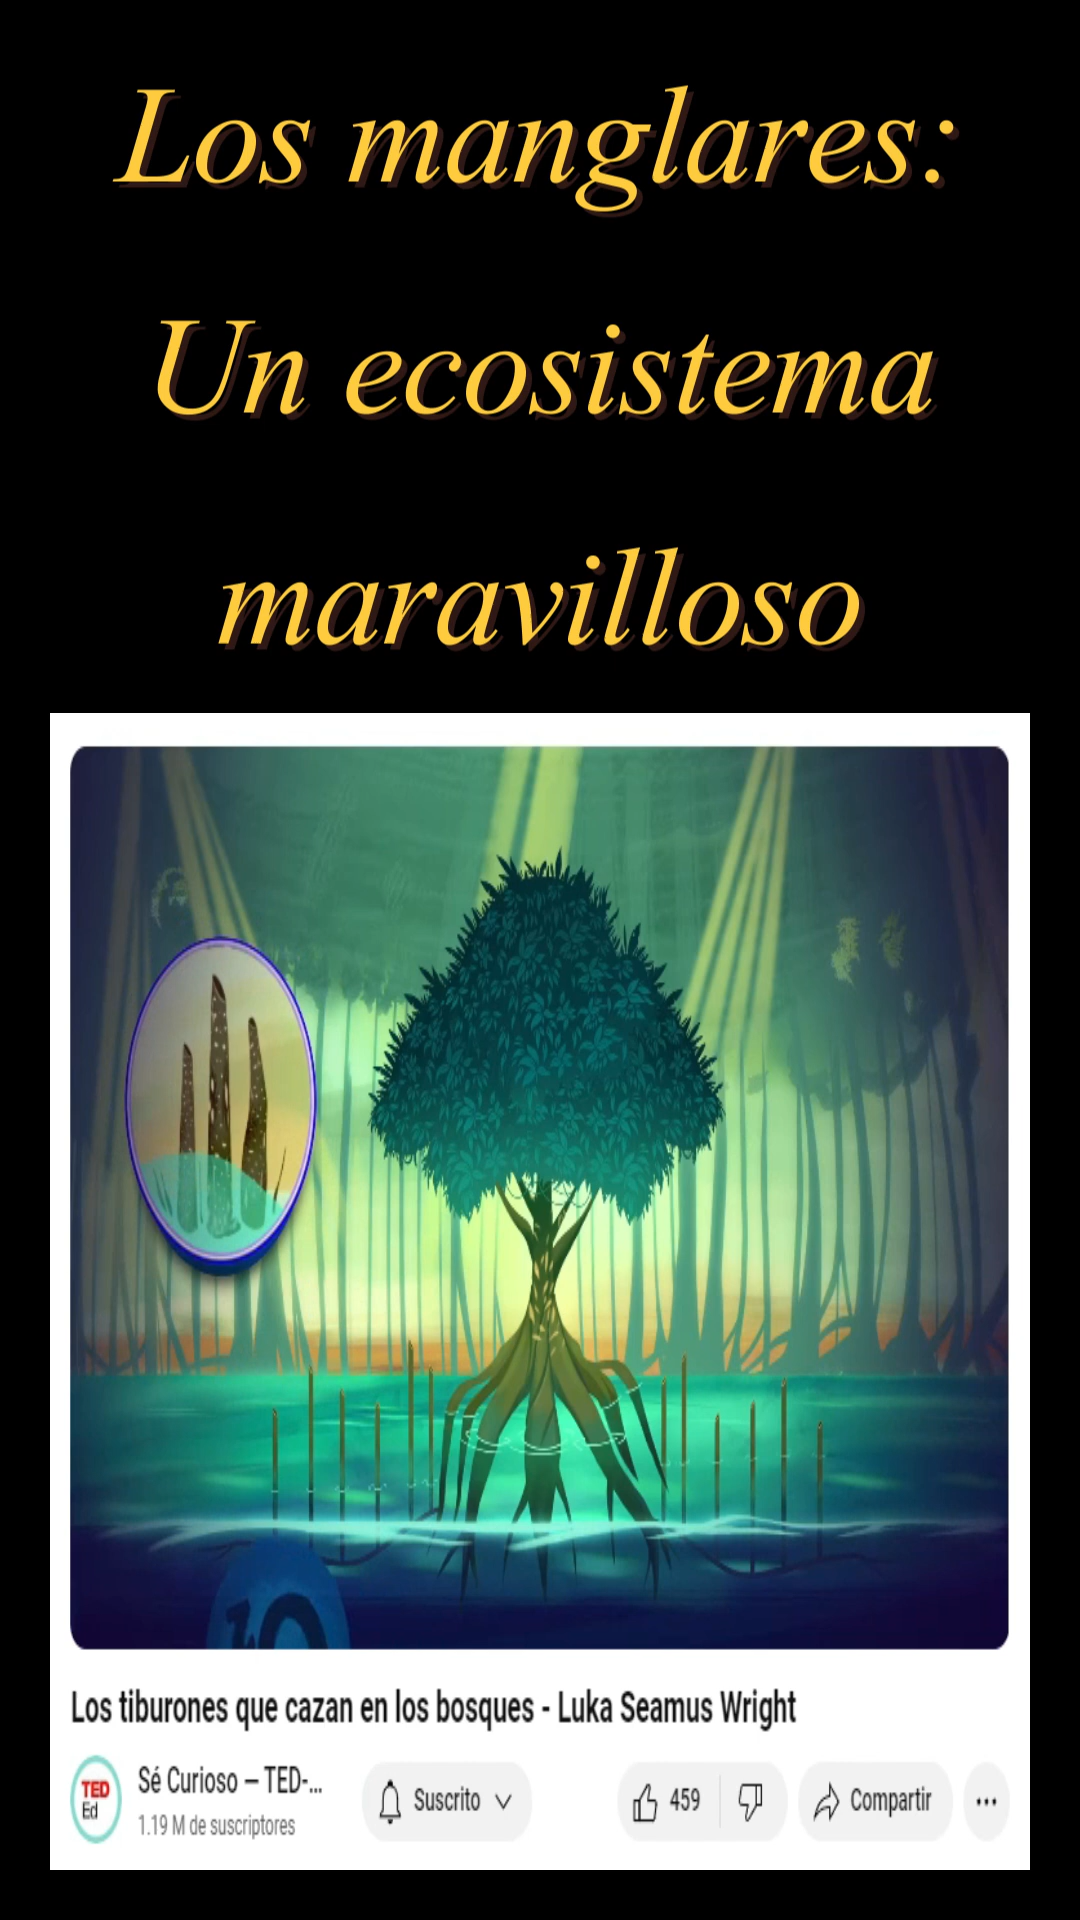 Los manglares:
Un ecosistema
maravilloso
Los tiburones que cazan en los bosques - Luka Seamus Wright
TED
Ed
Sé Curioso – TED-...
1.19 M de suscriptores
Suscrito
459
Compartir